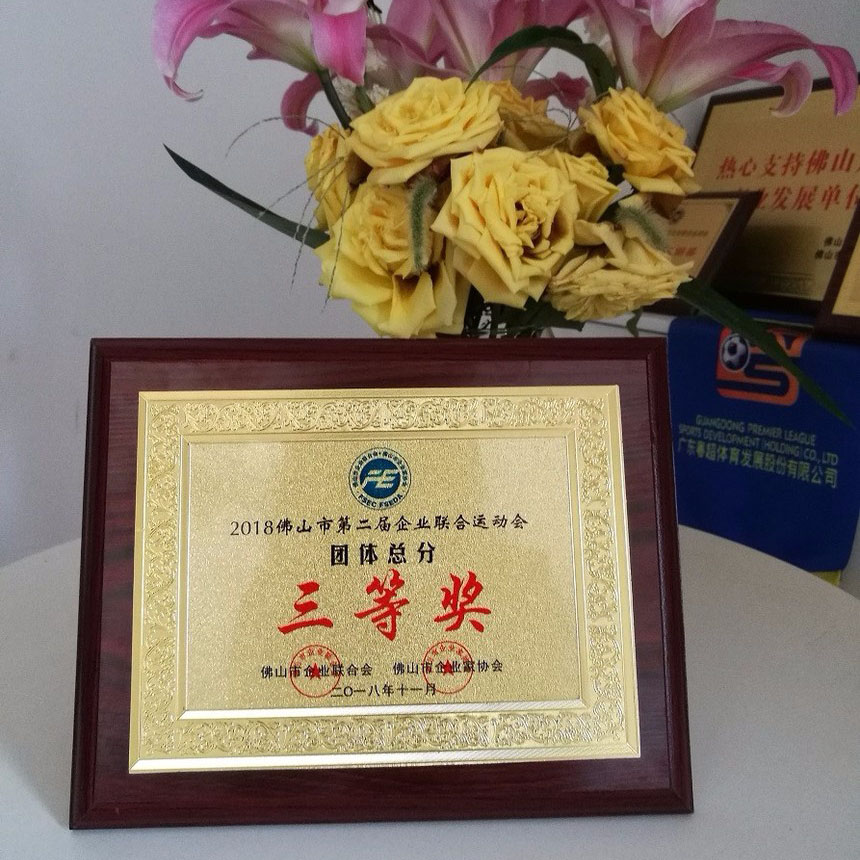 FSEC.FSEDA
2018佛山市第二届企业联合运动会
团体总分
三等奖
佛山市企业联合会 佛山市企业家协会
二〇一八年十一月
热心支持佛山
发展单位
GUANGDONG PREMIER LEAGUE
SPORTS DEVELOPMENT (HOLDING) CO., LTD
广东粤超体育发展股份有限公司